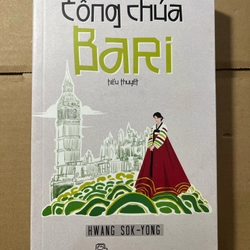 Công chúa
Bari
tiểu thuyết
HWANG SOK-YONG